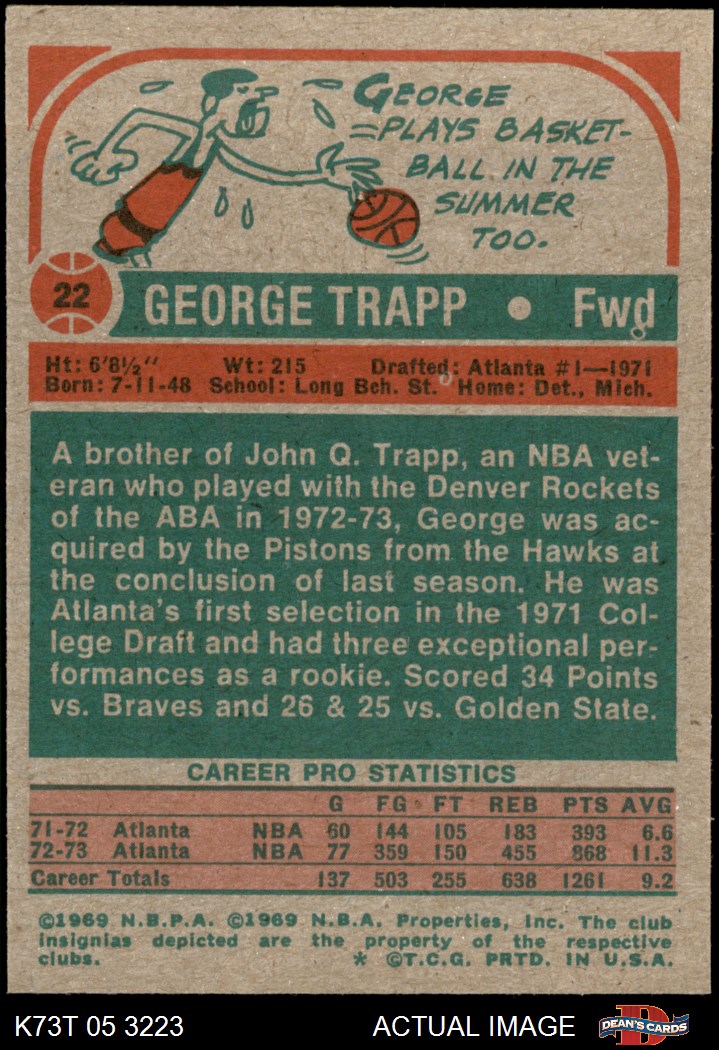 GEORGE
PLAYS BASKET-
BALL IN THE
SUMMER
TOO.
22
GEORGE TRAPP • Fwd
Ht: 6'8½" Wt: 215 Drafted: Atlanta #1—1971
Born: 7-11-48 School: Long Bch. St. Home: Det., Mich.
A brother of John Q. Trapp, an NBA vet-
eran who played with the Denver Rockets
of the ABA in 1972-73, George was ac-
quired by the Pistons from the Hawks at
the conclusion of last season. He was
Atlanta's first selection in the 1971 Col-
lege Draft and had three exceptional per-
formances as a rookie. Scored 34 Points
vs. Braves and 26 & 25 vs. Golden State.
CAREER PRO STATISTICS
G FG FT REB PTS AVG
71-72 Atlanta NBA 60 144 105 183 393 6.6
72-73 Atlanta NBA 77 359 150 455 868 11.3
Career Totals 137 503 255 638 1261 9.2
©1969 N.B.P.A. ©1969 N.B.A. Properties, Inc. The club
insignias depicted are the property of the respective
clubs. * ©T.C.G. PRTD. IN U.S.A.
K73T 05 3223 ACTUAL IMAGE D DEAN'S CARDS